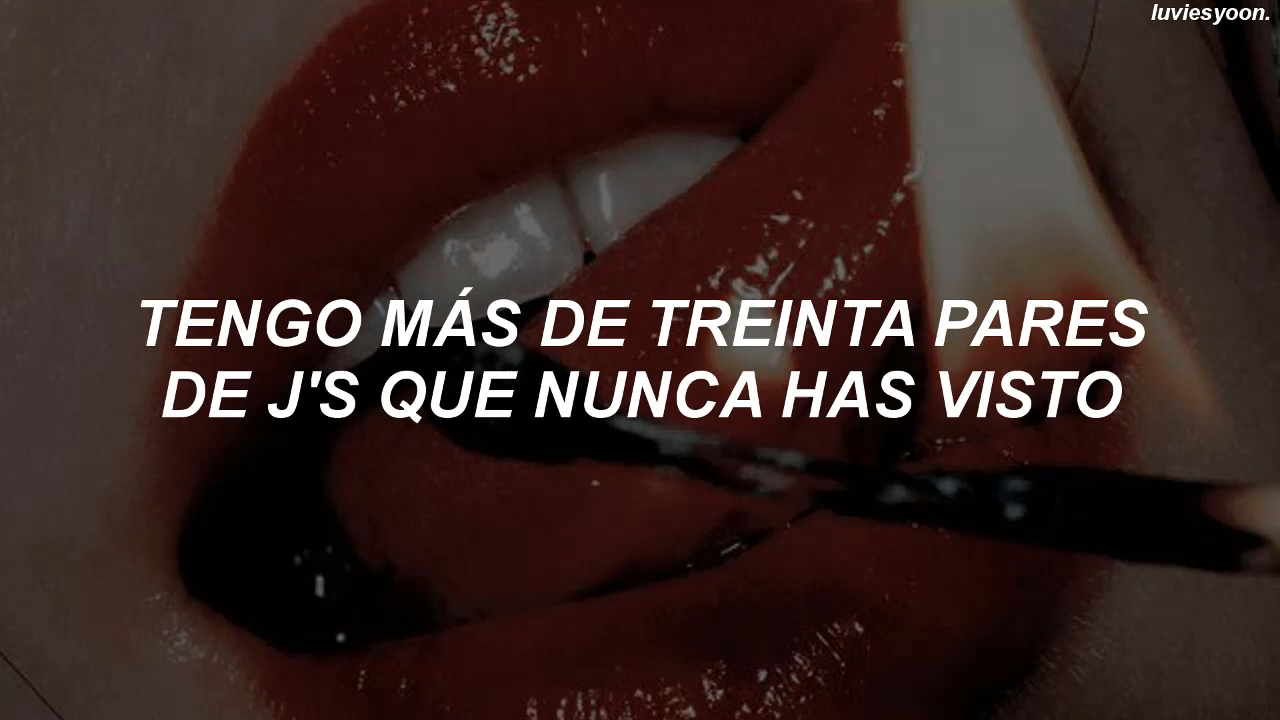 luviesyoon.
TENGO MÁS DE TREINTA PARES
DE J'S QUE NUNCA HAS VISTO